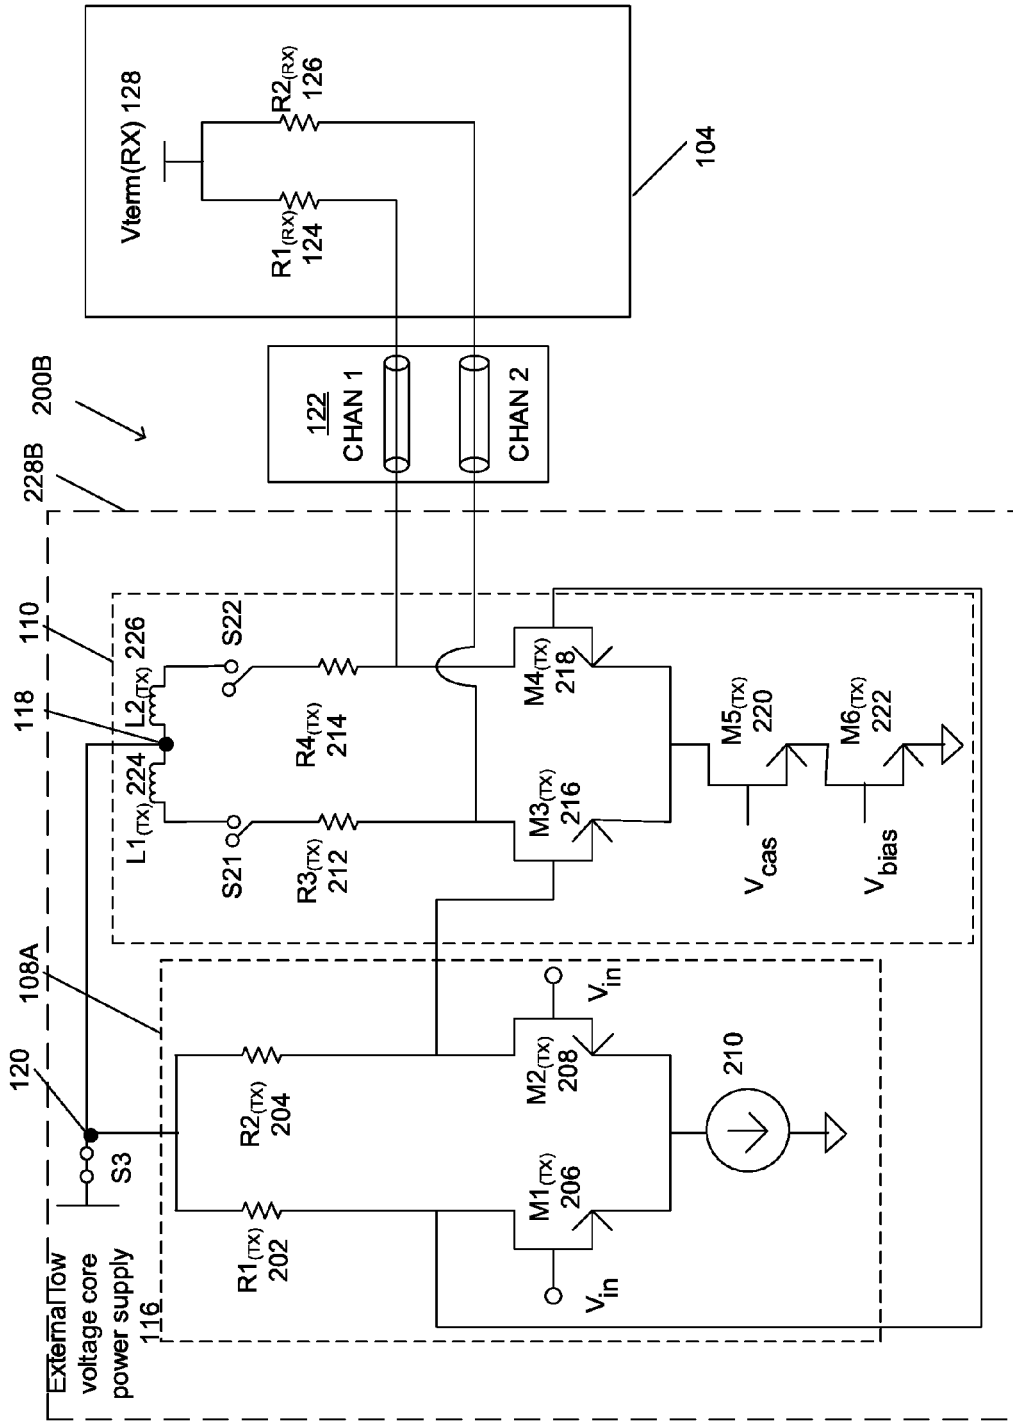 200B
228B
110
118
108A
120
External low
voltage core
power supply
116
S3
R1(TX)
202
R2(TX)
204
M1(TX)
206
M2(TX)
208
Vin
Vin
210
L1(TX) 224
L2(TX) 226
S21
S22
R3(TX)
212
R4(TX)
214
M3(TX)
216
M4(TX)
218
Vcas
M5(TX)
220
Vbias
M6(TX)
222
122
CHAN 1
CHAN 2
Vterm(RX) 128
R1(RX)
124
R2(RX)
126
104